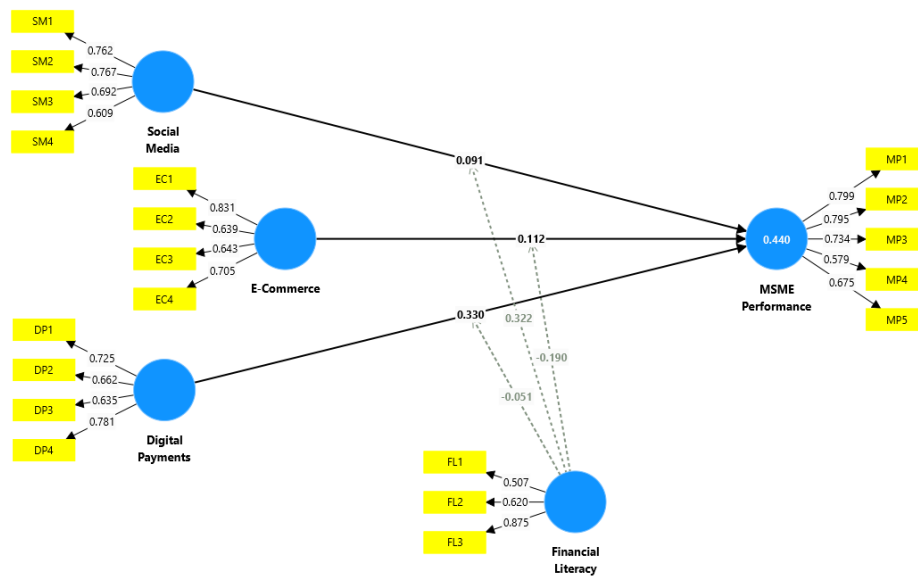 SM1
0.762
SM2
0.767
SM3
0.692
0.609
SM4
Social
Media
0.091
EC1
0.831
EC2
0.639
EC3
0.643
0.705
EC4
E-Commerce
0.112
MP1
0.799
MP2
0.795
0.440
0.734
MP3
0.579
MP4
0.675
MP5
MSME
Performance
DP1
0.725
DP2
0.662
DP3
0.635
0.781
DP4
Digital
Payments
0.330
0.322
-0.190
-0.051
FL1
0.507
FL2
0.620
0.875
FL3
Financial
Literacy